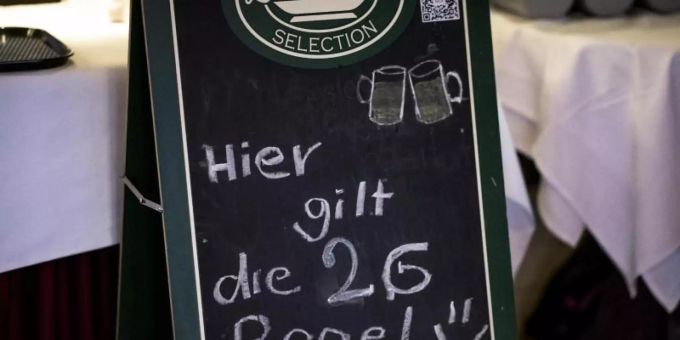 SELECTION
Hier
gilt
die 2G
Regel